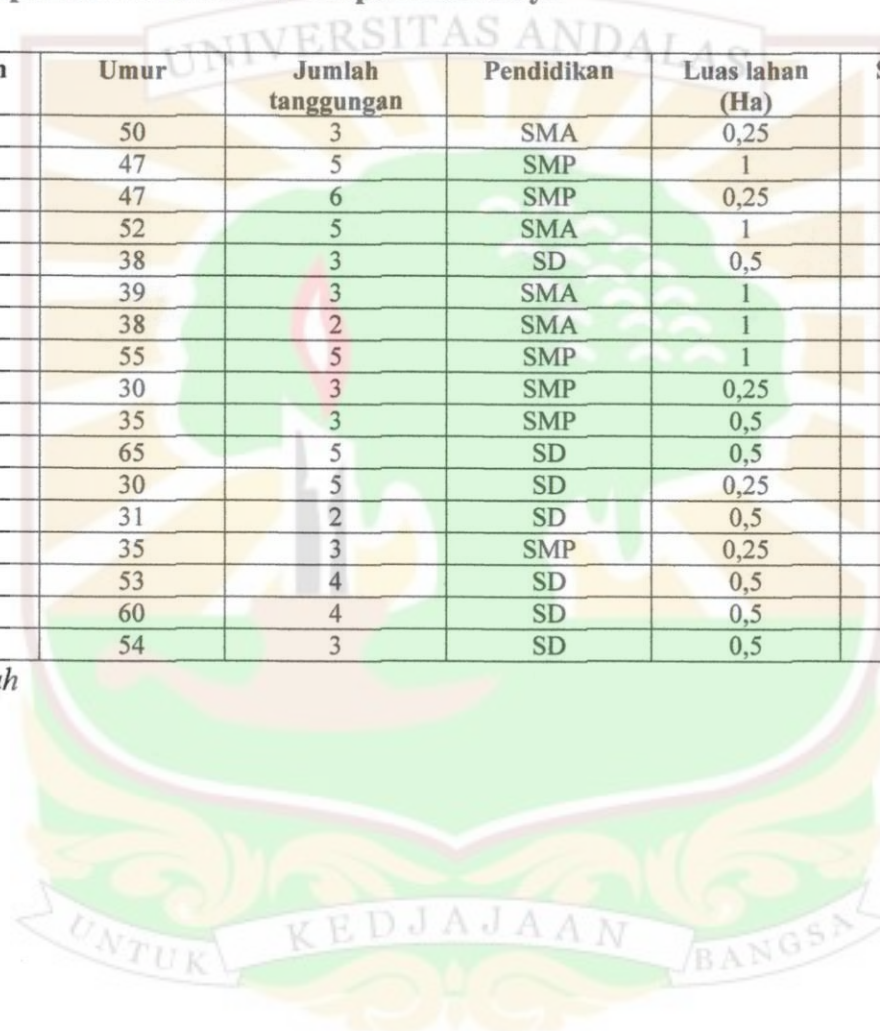 UNIVERSITAS ANDALAS
Umur Jumlah tanggungan Pendidikan Luas lahan (Ha)
50 3 SMA 0,25
47 5 SMP 1
47 6 SMP 0,25
52 5 SMA 1
38 3 SD 0,5
39 3 SMA 1
38 2 SMA 1
55 5 SMP 1
30 3 SMP 0,25
35 3 SMP 0,5
65 5 SD 0,5
30 5 SD 0,25
31 2 SD 0,5
35 3 SMP 0,25
53 4 SD 0,5
60 4 SD 0,5
54 3 SD 0,5
UNTUK KEDJAJAAN BANGSA